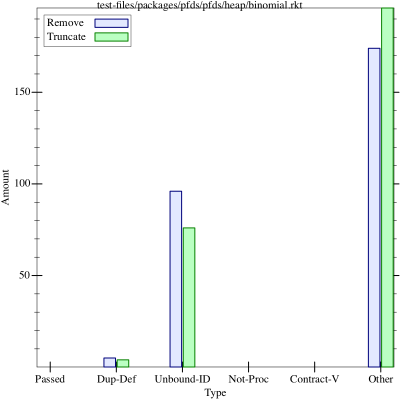 test-files/packages/pfds/pfds/heap/binomial.rkt
Remove
Truncate
150
100
50
Amount
Passed Dup-Def Unbound-ID Not-Proc Contract-V Other
Type